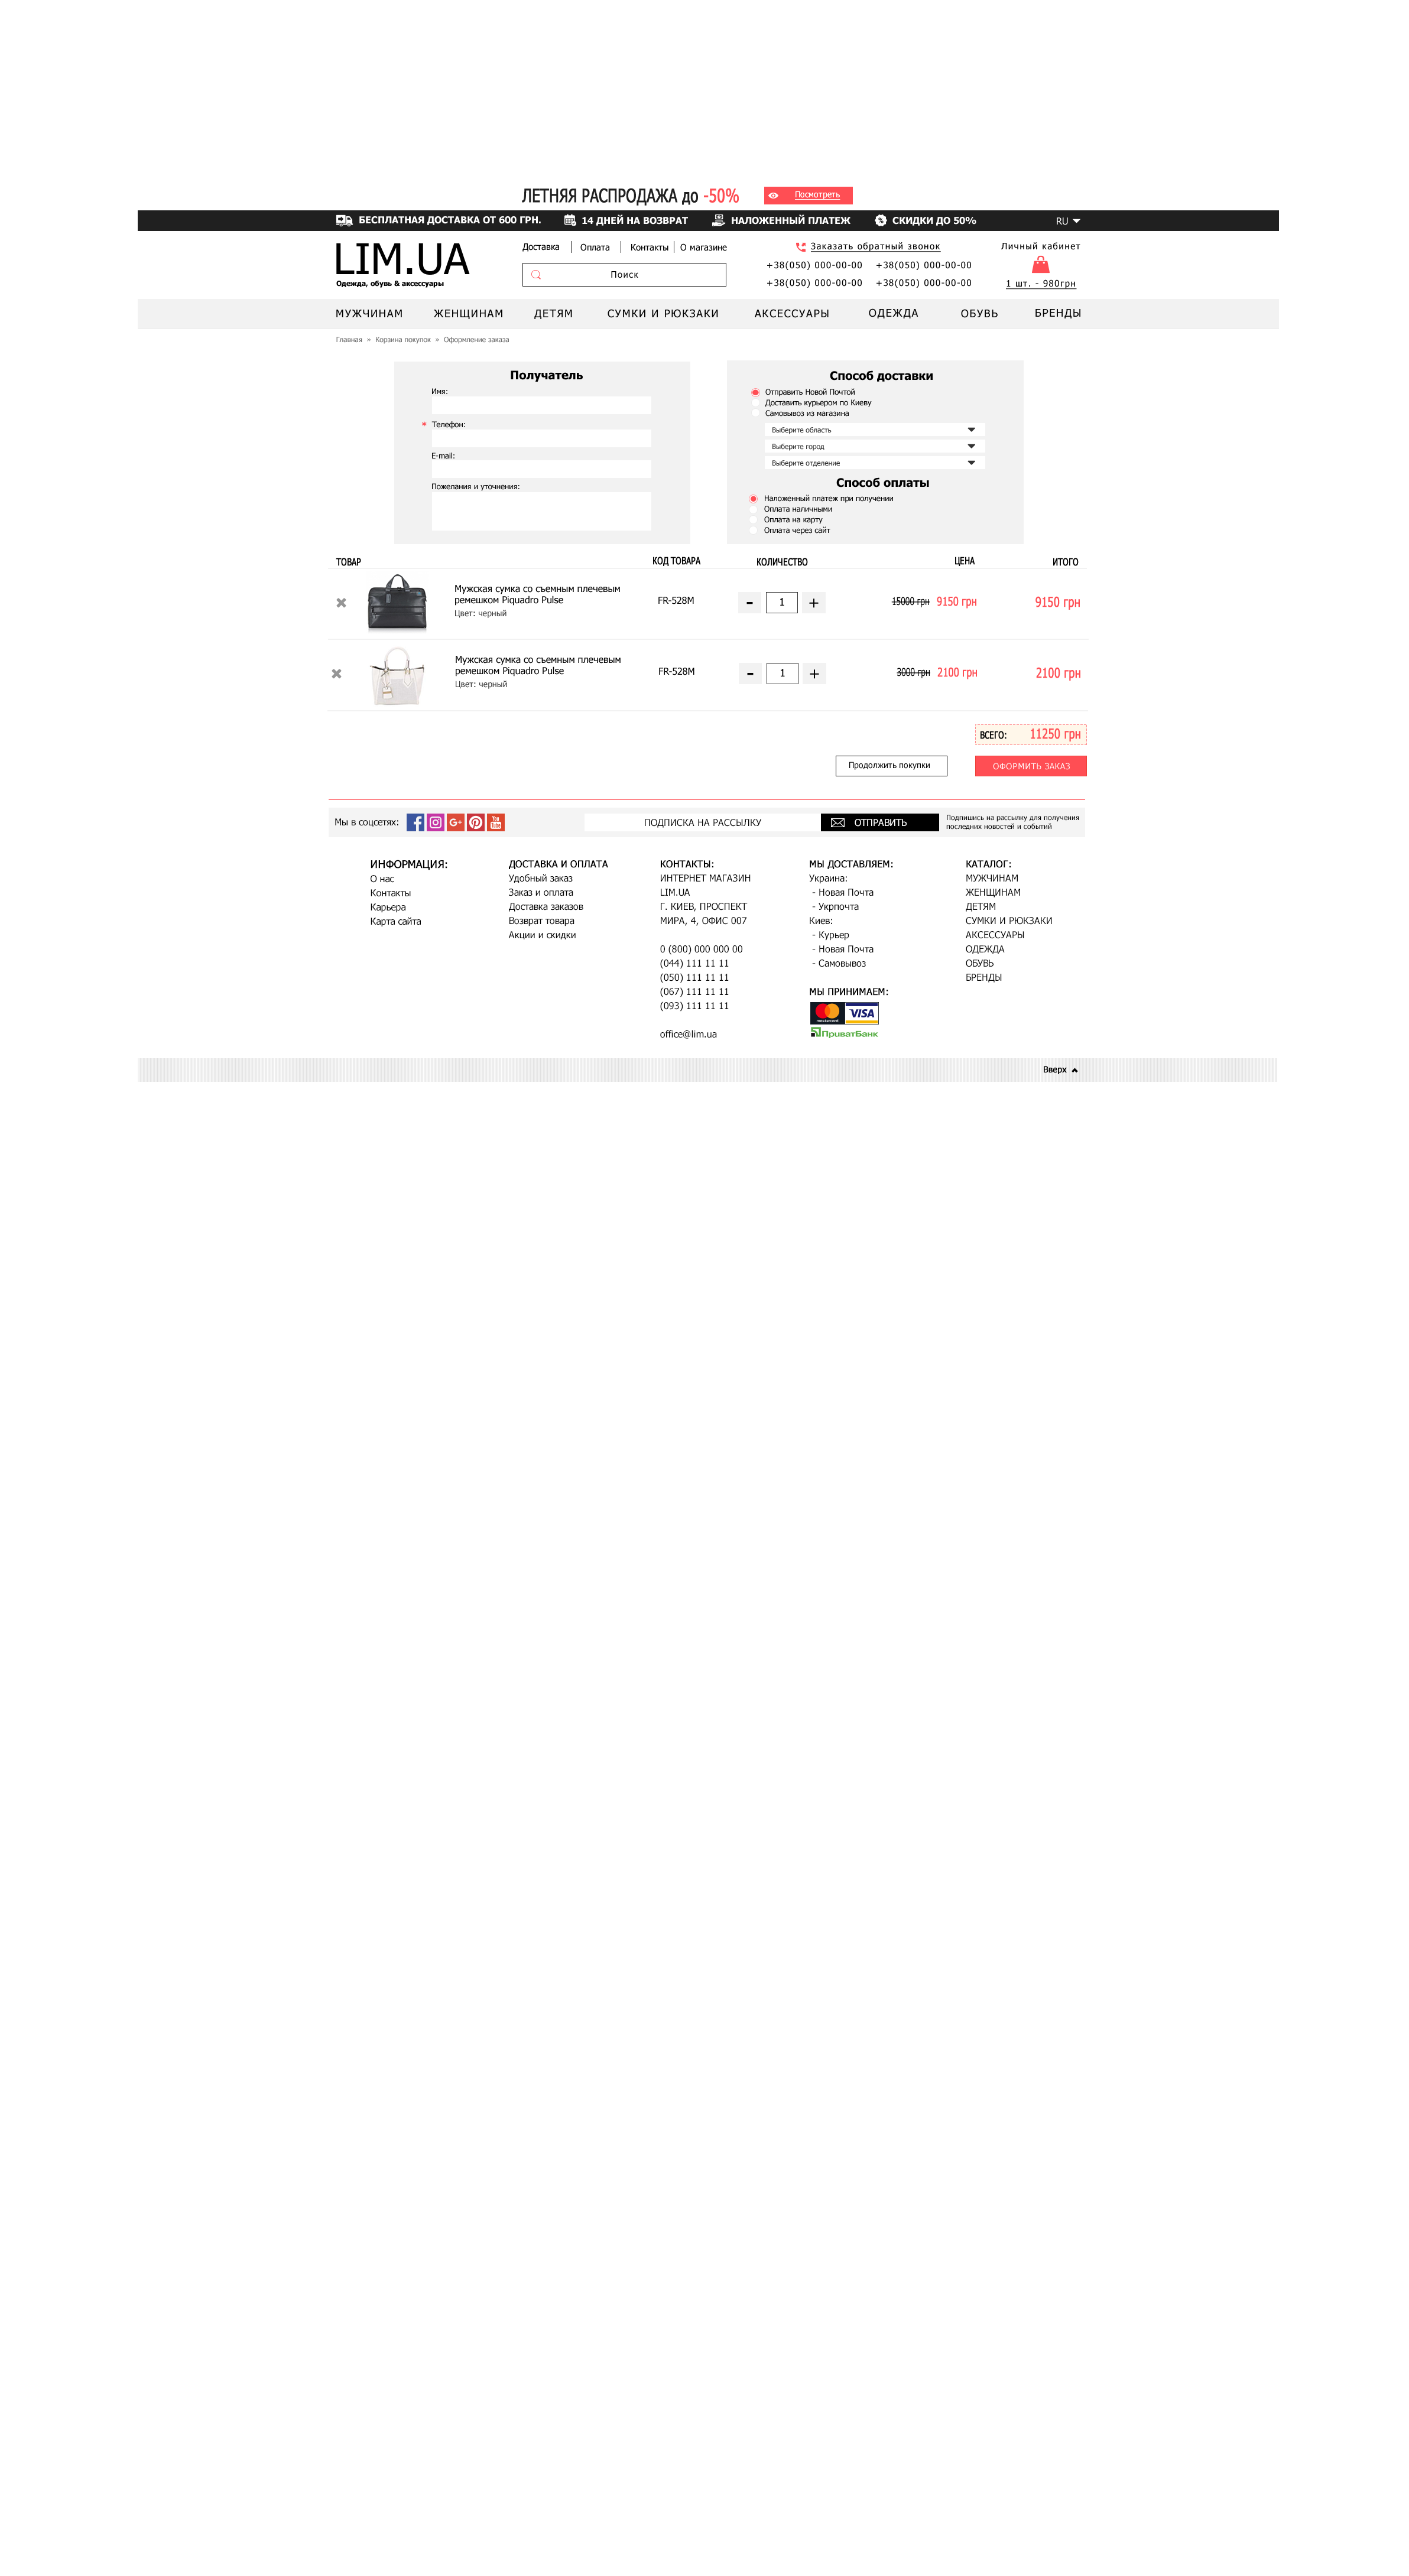 ЛЕТНЯЯ РАСПРОДАЖА до -50%
Посмотреть
БЕСПЛАТНАЯ ДОСТАВКА ОТ 600 ГРН.
14 ДНЕЙ НА ВОЗВРАТ
НАЛОЖЕННЫЙ ПЛАТЕЖ
СКИДКИ ДО 50%
RU
LIM.UA
Одежда, обувь & аксессуары
Доставка
Оплата
Контакты
О магазине
Поиск
Заказать обратный звонок
+38(050) 000-00-00 +38(050) 000-00-00
+38(050) 000-00-00 +38(050) 000-00-00
Личный кабинет
1 шт. - 980грн
МУЖЧИНАМ
ЖЕНЩИНАМ
ДЕТЯМ
СУМКИ И РЮКЗАКИ
АКСЕССУАРЫ
ОДЕЖДА
ОБУВЬ
БРЕНДЫ
Главная » Корзина покупок » Оформление заказа
Получатель
Имя:
* Телефон:
E-mail:
Пожелания и уточнения:
Способ доставки
Отправить Новой Почтой
Доставить курьером по Киеву
Самовывоз из магазина
Выберите область
Выберите город
Выберите отделение
Способ оплаты
Наложенный платеж при получении
Оплата наличными
Оплата на карту
Оплата через сайт
ТОВАР
КОД ТОВАРА
КОЛИЧЕСТВО
ЦЕНА
ИТОГО
Мужская сумка со съемным плечевым
ремешком Piquadro Pulse
Цвет: черный
FR-528M
- 1 +
15000 грн 9150 грн
9150 грн
Мужская сумка со съемным плечевым
ремешком Piquadro Pulse
Цвет: черный
FR-528M
- 1 +
3000 грн 2100 грн
2100 грн
ВСЕГО: 11250 грн
Продолжить покупки
ОФОРМИТЬ ЗАКАЗ
Мы в соцсетях:
G+
You
Tube
ПОДПИСКА НА РАССЫЛКУ
ОТПРАВИТЬ
Подпишись на рассылку для получения
последних новостей и событий
ИНФОРМАЦИЯ:
О нас
Контакты
Карьера
Карта сайта
ДОСТАВКА И ОПЛАТА
Удобный заказ
Заказ и оплата
Доставка заказов
Возврат товара
Акции и скидки
КОНТАКТЫ:
ИНТЕРНЕТ МАГАЗИН
LIM.UA
Г. КИЕВ, ПРОСПЕКТ
МИРА, 4, ОФИС 007
0 (800) 000 000 00
(044) 111 11 11
(050) 111 11 11
(067) 111 11 11
(093) 111 11 11
office@lim.ua
МЫ ДОСТАВЛЯЕМ:
Украина:
- Новая Почта
- Укрпочта
Киев:
- Курьер
- Новая Почта
- Самовывоз
МЫ ПРИНИМАЕМ:
mastercard
VISA
ПриватБанк
КАТАЛОГ:
МУЖЧИНАМ
ЖЕНЩИНАМ
ДЕТЯМ
СУМКИ И РЮКЗАКИ
АКСЕССУАРЫ
ОДЕЖДА
ОБУВЬ
БРЕНДЫ
Вверх